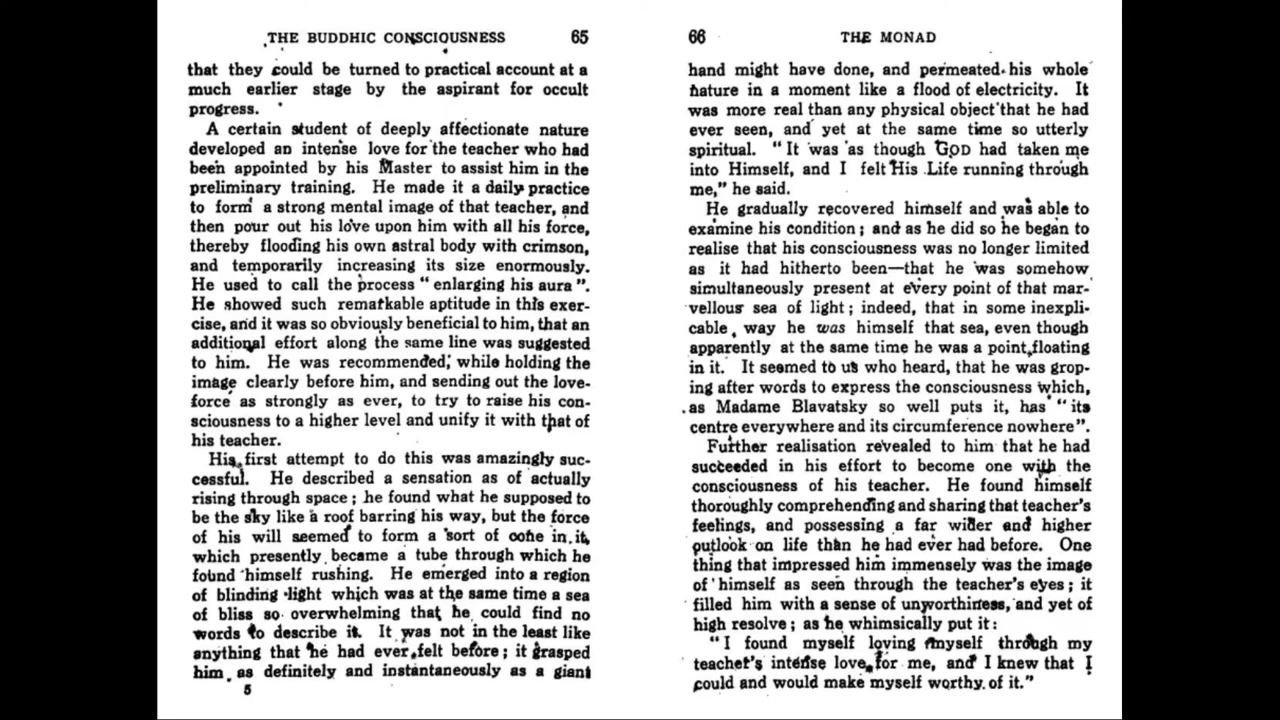 THE BUDDHIC CONSCIOUSNESS 65
that they could be turned to practical account at a
much earlier stage by the aspirant for occult
progress.
A certain student of deeply affectionate nature
developed an intense love for the teacher who had
been appointed by his Master to assist him in the
preliminary training. He made it a daily practice
to form a strong mental image of that teacher, and
then pour out his love upon him with all his force,
thereby flooding his own astral body with crimson,
and temporarily increasing its size enormously.
He used to call the process "enlarging his aura".
He showed such remarkable aptitude in this exer-
cise, and it was so obviously beneficial to him, that an
additional effort along the same line was suggested
to him. He was recommended, while holding the
image clearly before him, and sending out the love-
force as strongly as ever, to try to raise his con-
sciousness to a higher level and unify it with that of
his teacher.
His first attempt to do this was amazingly suc-
cessful. He described a sensation as of actually
rising through space; he found what he supposed to
be the sky like a roof barring his way, but the force
of his will seemed to form a sort of cone in it,
which presently became a tube through which he
found himself rushing. He emerged into a region
of blinding light which was at the same time a sea
of bliss so overwhelming that he could find no
words to describe it. It was not in the least like
anything that he had ever felt before; it grasped
him as definitely and instantaneously as a giant
5
66 THE MONAD
hand might have done, and permeated his whole
nature in a moment like a flood of electricity. It
was more real than any physical object that he had
ever seen, and yet at the same time so utterly
spiritual. "It was as though GOD had taken me
into Himself, and I felt His Life running through
me," he said.
He gradually recovered himself and was able to
examine his condition; and as he did so he began to
realise that his consciousness was no longer limited
as it had hitherto been—that he was somehow
simultaneously present at every point of that mar-
vellous sea of light; indeed, that in some inexpli-
cable way he was himself that sea, even though
apparently at the same time he was a point floating
in it. It seemed to us who heard, that he was grop-
ing after words to express the consciousness which,
as Madame Blavatsky so well puts it, has "its
centre everywhere and its circumference nowhere".
Further realisation revealed to him that he had
succeeded in his effort to become one with the
consciousness of his teacher. He found himself
thoroughly comprehending and sharing that teacher's
feelings, and possessing a far wider and higher
outlook on life than he had ever had before. One
thing that impressed him immensely was the image
of himself as seen through the teacher's eyes; it
filled him with a sense of unworthiness, and yet of
high resolve; as he whimsically put it:
"I found myself loving myself through my
teacher's intense love for me, and I knew that I
could and would make myself worthy of it."